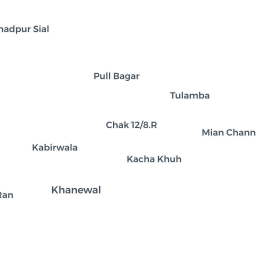 hadpur Sial
Pull Bagar
Tulamba
Chak 12/8.R
Mian Chann
Kabirwala
Kacha Khuh
Khanewal
Ran